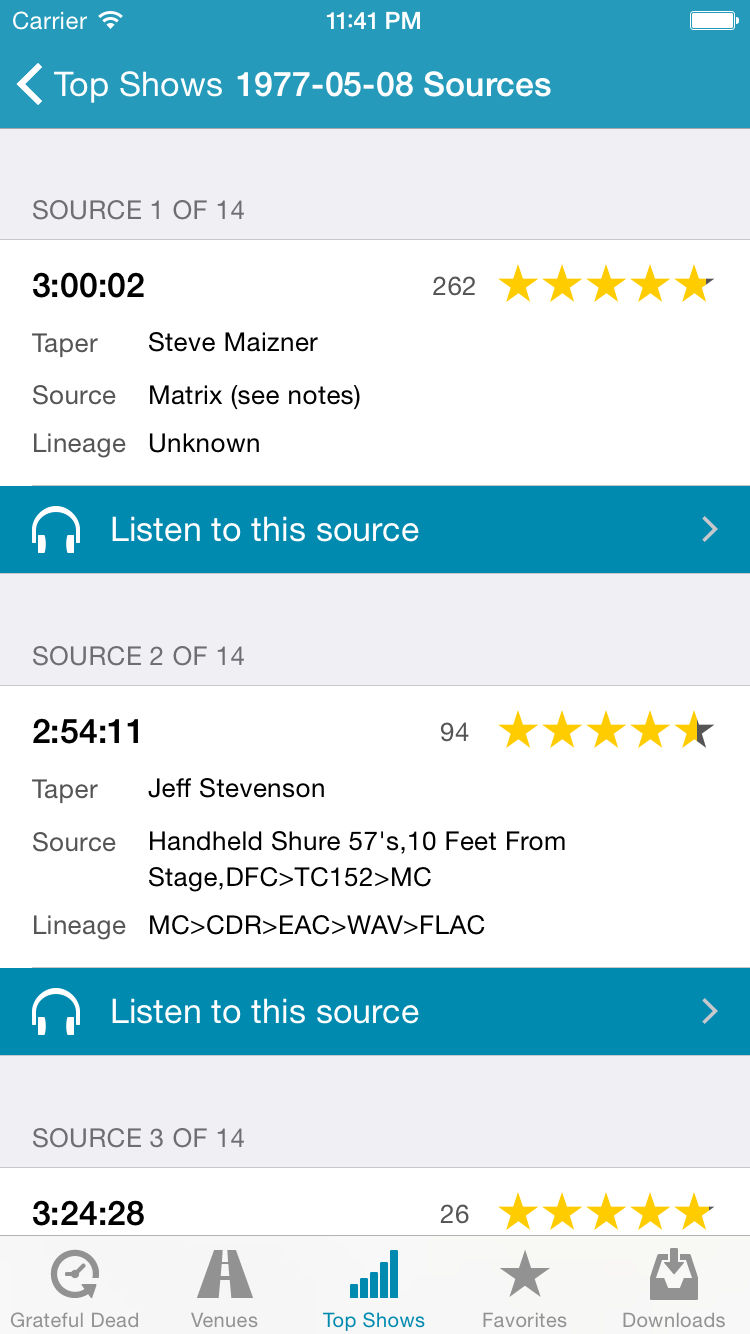 Carrier 11:41 PM
Top Shows 1977-05-08 Sources
SOURCE 1 OF 14
3:00:02 262
Taper Steve Maizner
Source Matrix (see notes)
Lineage Unknown
Listen to this source
SOURCE 2 OF 14
2:54:11 94
Taper Jeff Stevenson
Source Handheld Shure 57's,10 Feet From
Stage,DFC>TC152>MC
Lineage MC>CDR>EAC>WAV>FLAC
Listen to this source
SOURCE 3 OF 14
3:24:28 26
Grateful Dead Venues Top Shows Favorites Downloads